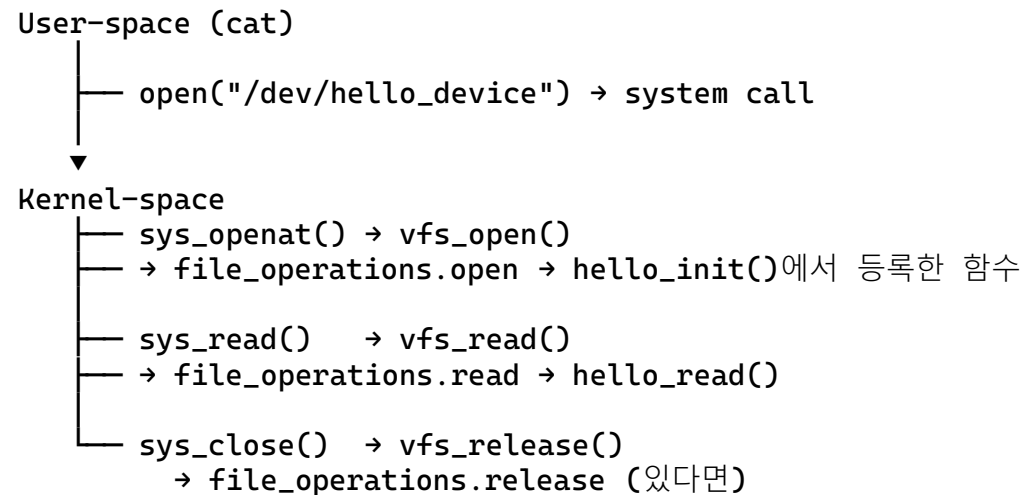 User-space (cat)
├── open("/dev/hello_device") → system call
▼
Kernel-space
├── sys_openat() → vfs_open()
├── → file_operations.open → hello_init()에서 등록한 함수
├── sys_read()   → vfs_read()
├── → file_operations.read → hello_read()
└── sys_close()  → vfs_release()
→ file_operations.release (있다면)